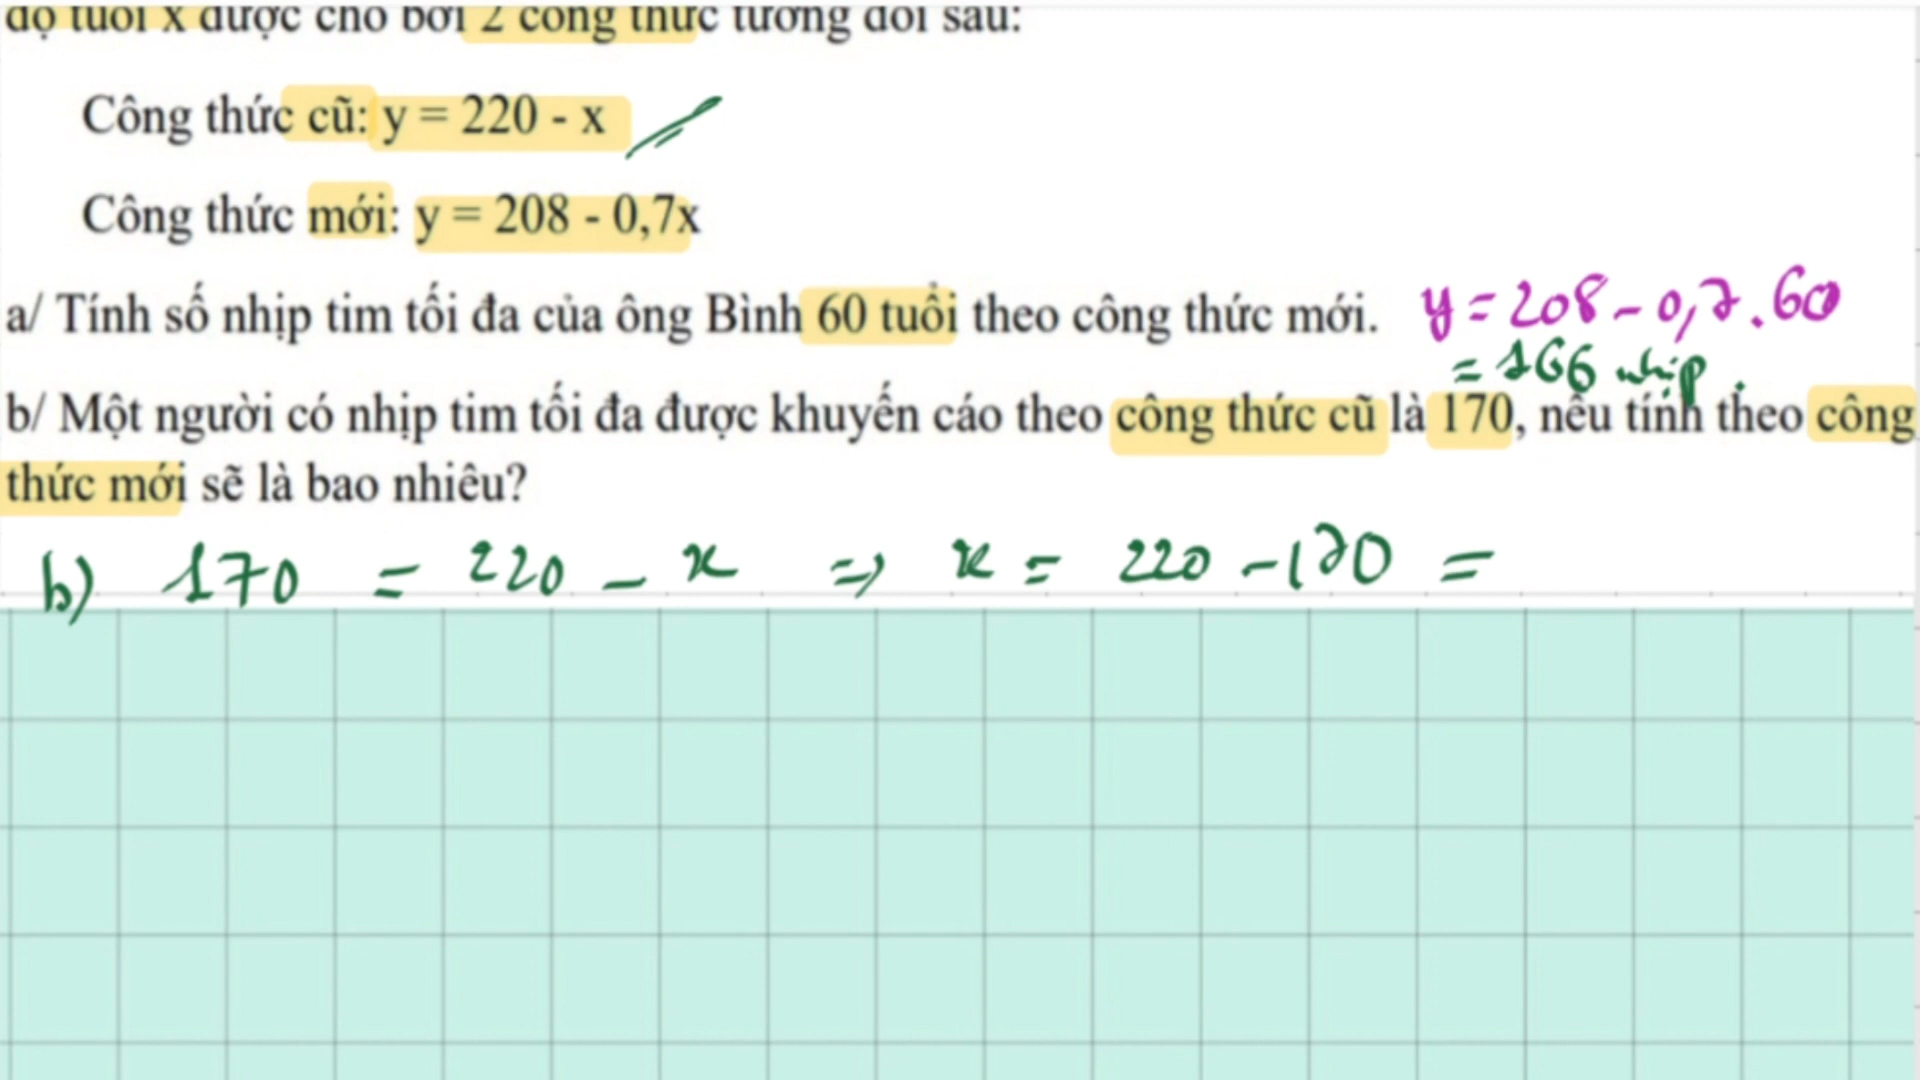 độ tuổi x được cho bởi 2 công thức tương đối sau:
Công thức cũ: y = 220 - x
Công thức mới: y = 208 - 0,7x
a/ Tính số nhịp tim tối đa của ông Bình 60 tuổi theo công thức mới. y = 208 - 0,7 . 60
= 166 nhịp
b/ Một người có nhịp tim tối đa được khuyến cáo theo công thức cũ là 170, nếu tính theo công
thức mới sẽ là bao nhiêu?
b) 170 = 220 - x => x = 220 - 170 =